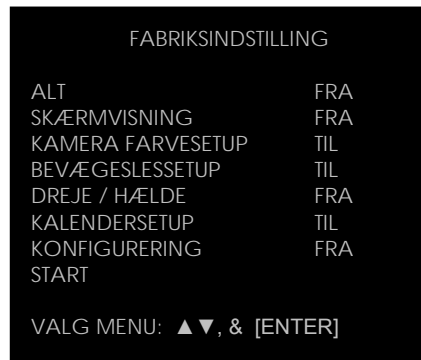 FABRIKSINDSTILLING
ALT FRA
SKÆRMVISNING FRA
KAMERA FARVESETUP TIL
BEVÆGESLESSETUP TIL
DREJE / HÆLDE FRA
KALENDERSETUP TIL
KONFIGURERING FRA
START
VALG MENU: ▲▼, & [ENTER]